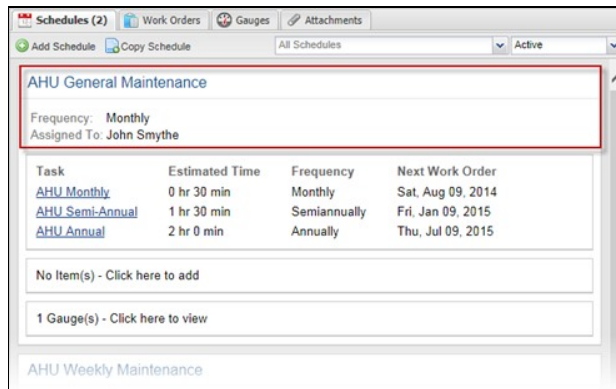 Schedules (2) Work Orders Gauges Attachments
Add Schedule Copy Schedule All Schedules Active
AHU General Maintenance
Frequency: Monthly
Assigned To: John Smythe
Task Estimated Time Frequency Next Work Order
AHU Monthly 0 hr 30 min Monthly Sat, Aug 09, 2014
AHU Semi-Annual 1 hr 30 min Semiannually Fri, Jan 09, 2015
AHU Annual 2 hr 0 min Annually Thu, Jul 09, 2015
No Item(s) - Click here to add
1 Gauge(s) - Click here to view
AHU Weekly Maintenance